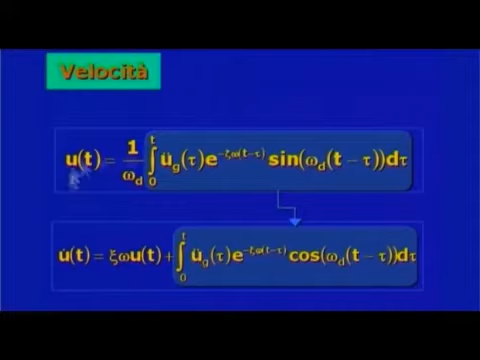 Velocità
u(t) = 1/ω_d ∫_0^t ü_g(τ)e^{-ζω(t-τ)} sin(ω_d(t − τ))dτ
u̇(t) = ξωu(t) + ∫_0^t ü_g(τ)e^{-ζω(t-τ)} cos(ω_d(t − τ))dτ